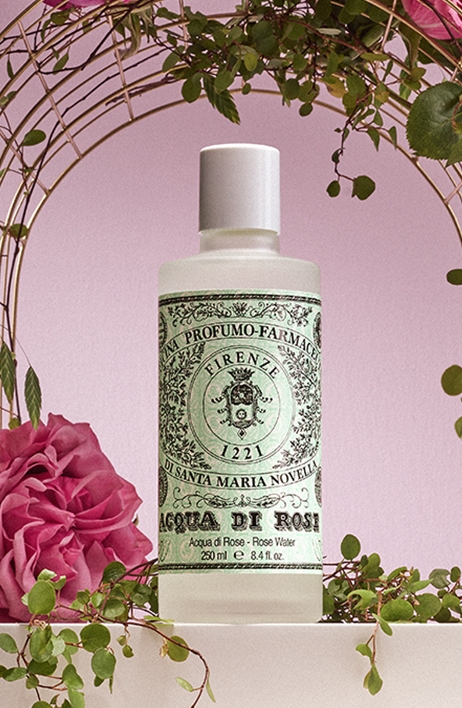 PROFUMO-FARMACE
FIRENZE
1221
DI SANTA MARIA NOVELLA
ACQUA DI ROSE
Acqua di Rose - Rose Water
250 ml ℮ 8.4 fl. oz.